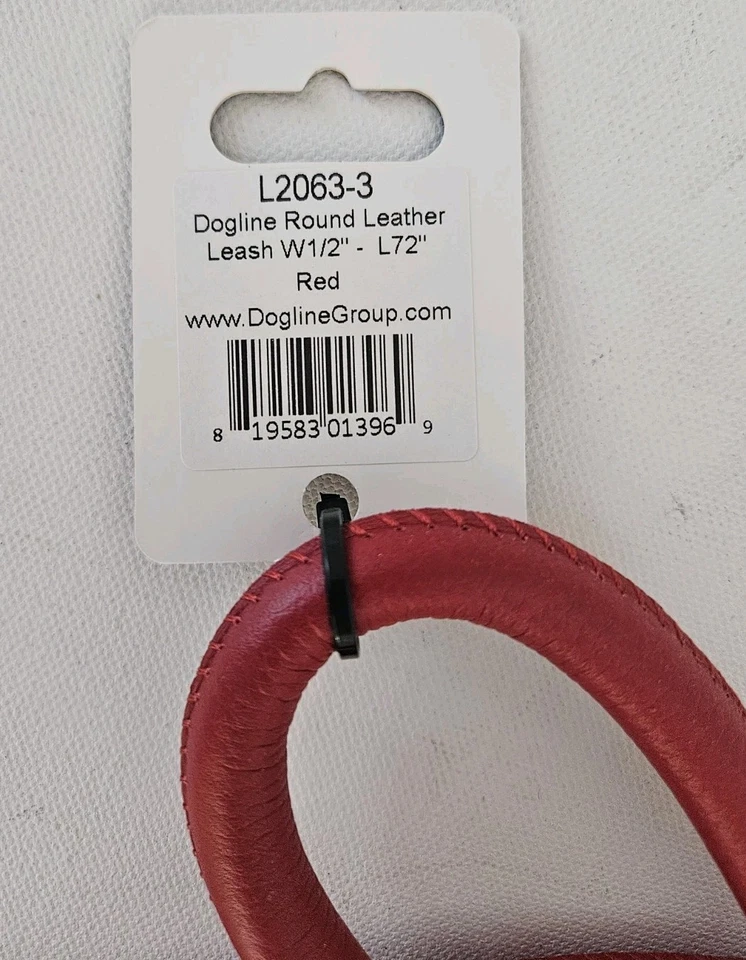 L2063-3
Dogline Round Leather
Leash W1/2" - L72"
Red
www.DoglineGroup.com
8 19583 01396 9